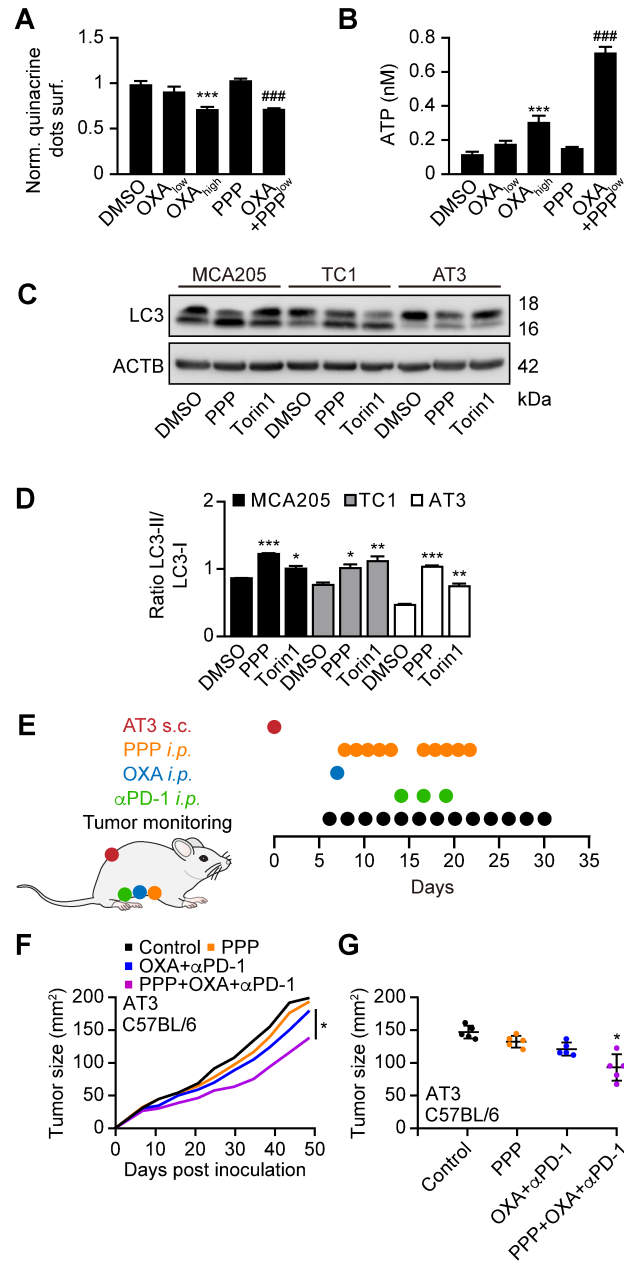 A
Norm. quinacrine
dots surf.
1.5
1
0.5
0
***
###
DMSO
OXAlow
OXAhigh
PPP
OXAlow
+PPP
B
ATP (nM)
0.8
0.6
0.4
0.2
0
***
###
DMSO
OXAlow
OXAhigh
PPP
OXAlow
+PPP
C
MCA205 TC1 AT3
LC3
18
16
ACTB
42
kDa
DMSO PPP Torin1 DMSO PPP Torin1 DMSO PPP Torin1
D
Ratio LC3-II/
LC3-I
2
1
0
MCA205 TC1 AT3
*** * * ** *** **
DMSO PPP Torin1 DMSO PPP Torin1 DMSO PPP Torin1
E
AT3 s.c.
PPP i.p.
OXA i.p.
αPD-1 i.p.
Tumor monitoring
0 5 10 15 20 25 30 35
Days
F
Control PPP
OXA+αPD-1
PPP+OXA+αPD-1
Tumor size (mm²)
200
150
100
50
0
AT3
C57BL/6
*
0 10 20 30 40 50
Days post inoculation
G
Tumor size (mm²)
200
150
100
50
0
*
AT3
C57BL/6
Control
PPP
OXA+αPD-1
PPP+OXA+αPD-1